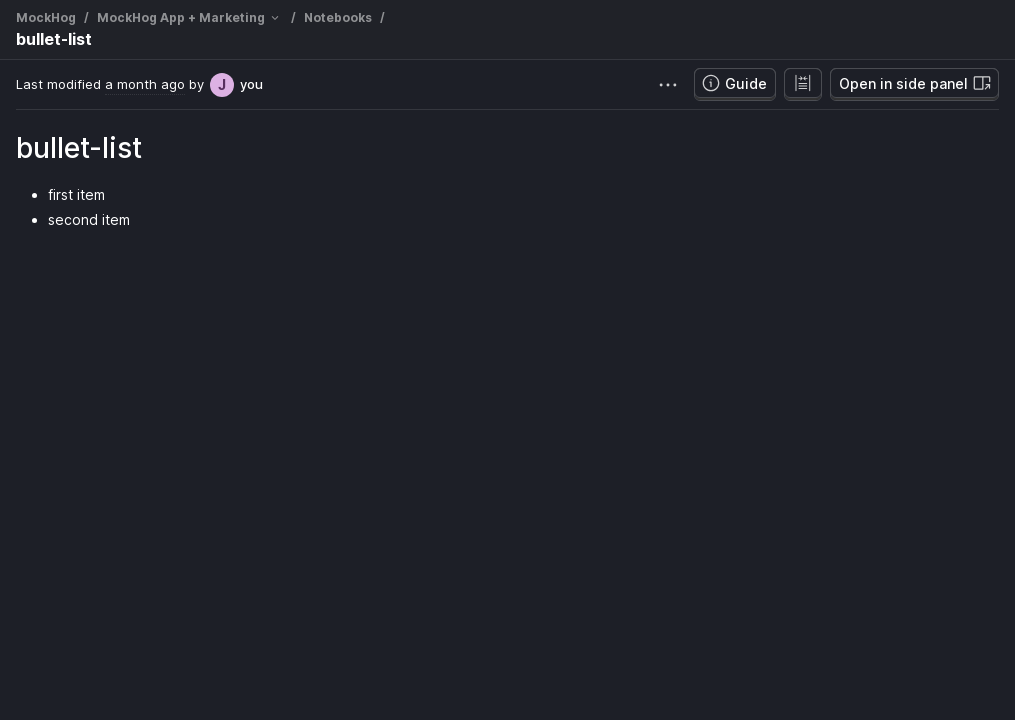 MockHog / MockHog App + Marketing / Notebooks /
bullet-list
Last modified a month ago by J you
Guide
Open in side panel
bullet-list
• first item
• second item